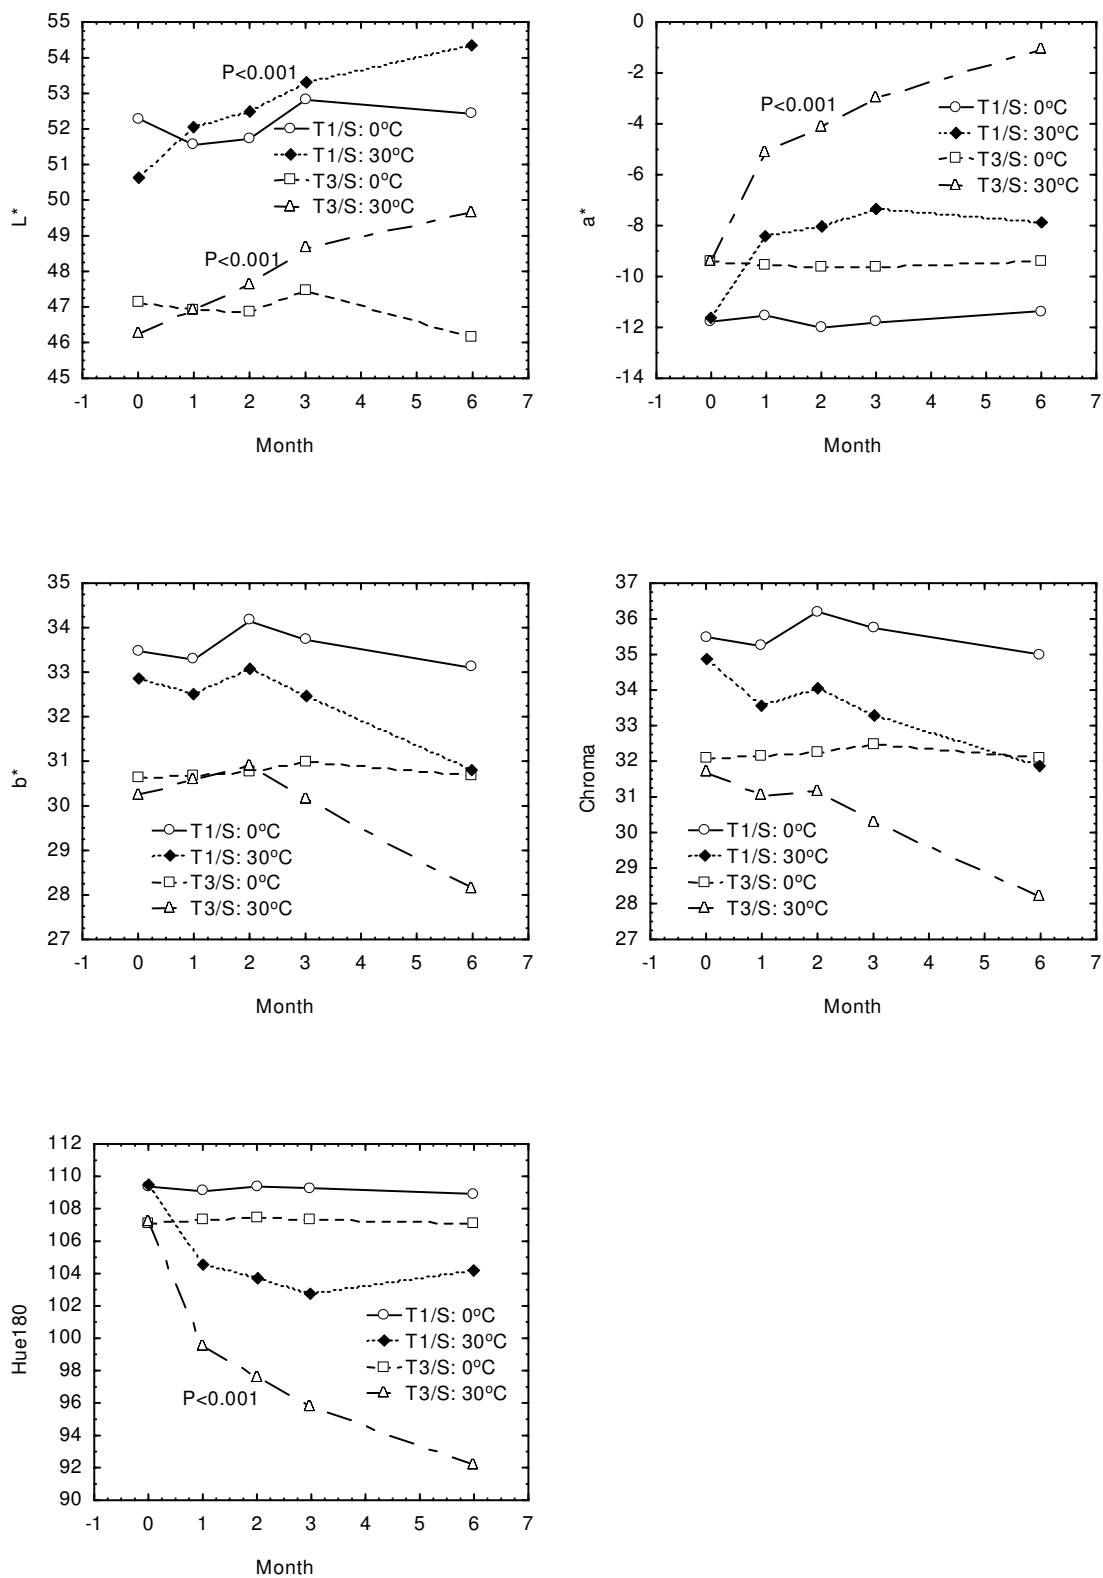 55
54
53
52
51
50
49
48
47
46
45
L*
P<0.001
P<0.001
T1/S: 0ºC
T1/S: 30ºC
T3/S: 0ºC
T3/S: 30ºC
-1 0 1 2 3 4 5 6 7
Month
0
-2
-4
-6
-8
-10
-12
-14
a*
P<0.001
T1/S: 0ºC
T1/S: 30ºC
T3/S: 0ºC
T3/S: 30ºC
-1 0 1 2 3 4 5 6 7
Month
35
34
33
32
31
30
29
28
27
b*
T1/S: 0ºC
T1/S: 30ºC
T3/S: 0ºC
T3/S: 30ºC
-1 0 1 2 3 4 5 6 7
Month
37
36
35
34
33
32
31
30
29
28
27
Chroma
T1/S: 0ºC
T1/S: 30ºC
T3/S: 0ºC
T3/S: 30ºC
-1 0 1 2 3 4 5 6 7
Month
112
110
108
106
104
102
100
98
96
94
92
90
Hue180
T1/S: 0ºC
T1/S: 30ºC
T3/S: 0ºC
T3/S: 30ºC
P<0.001
-1 0 1 2 3 4 5 6 7
Month